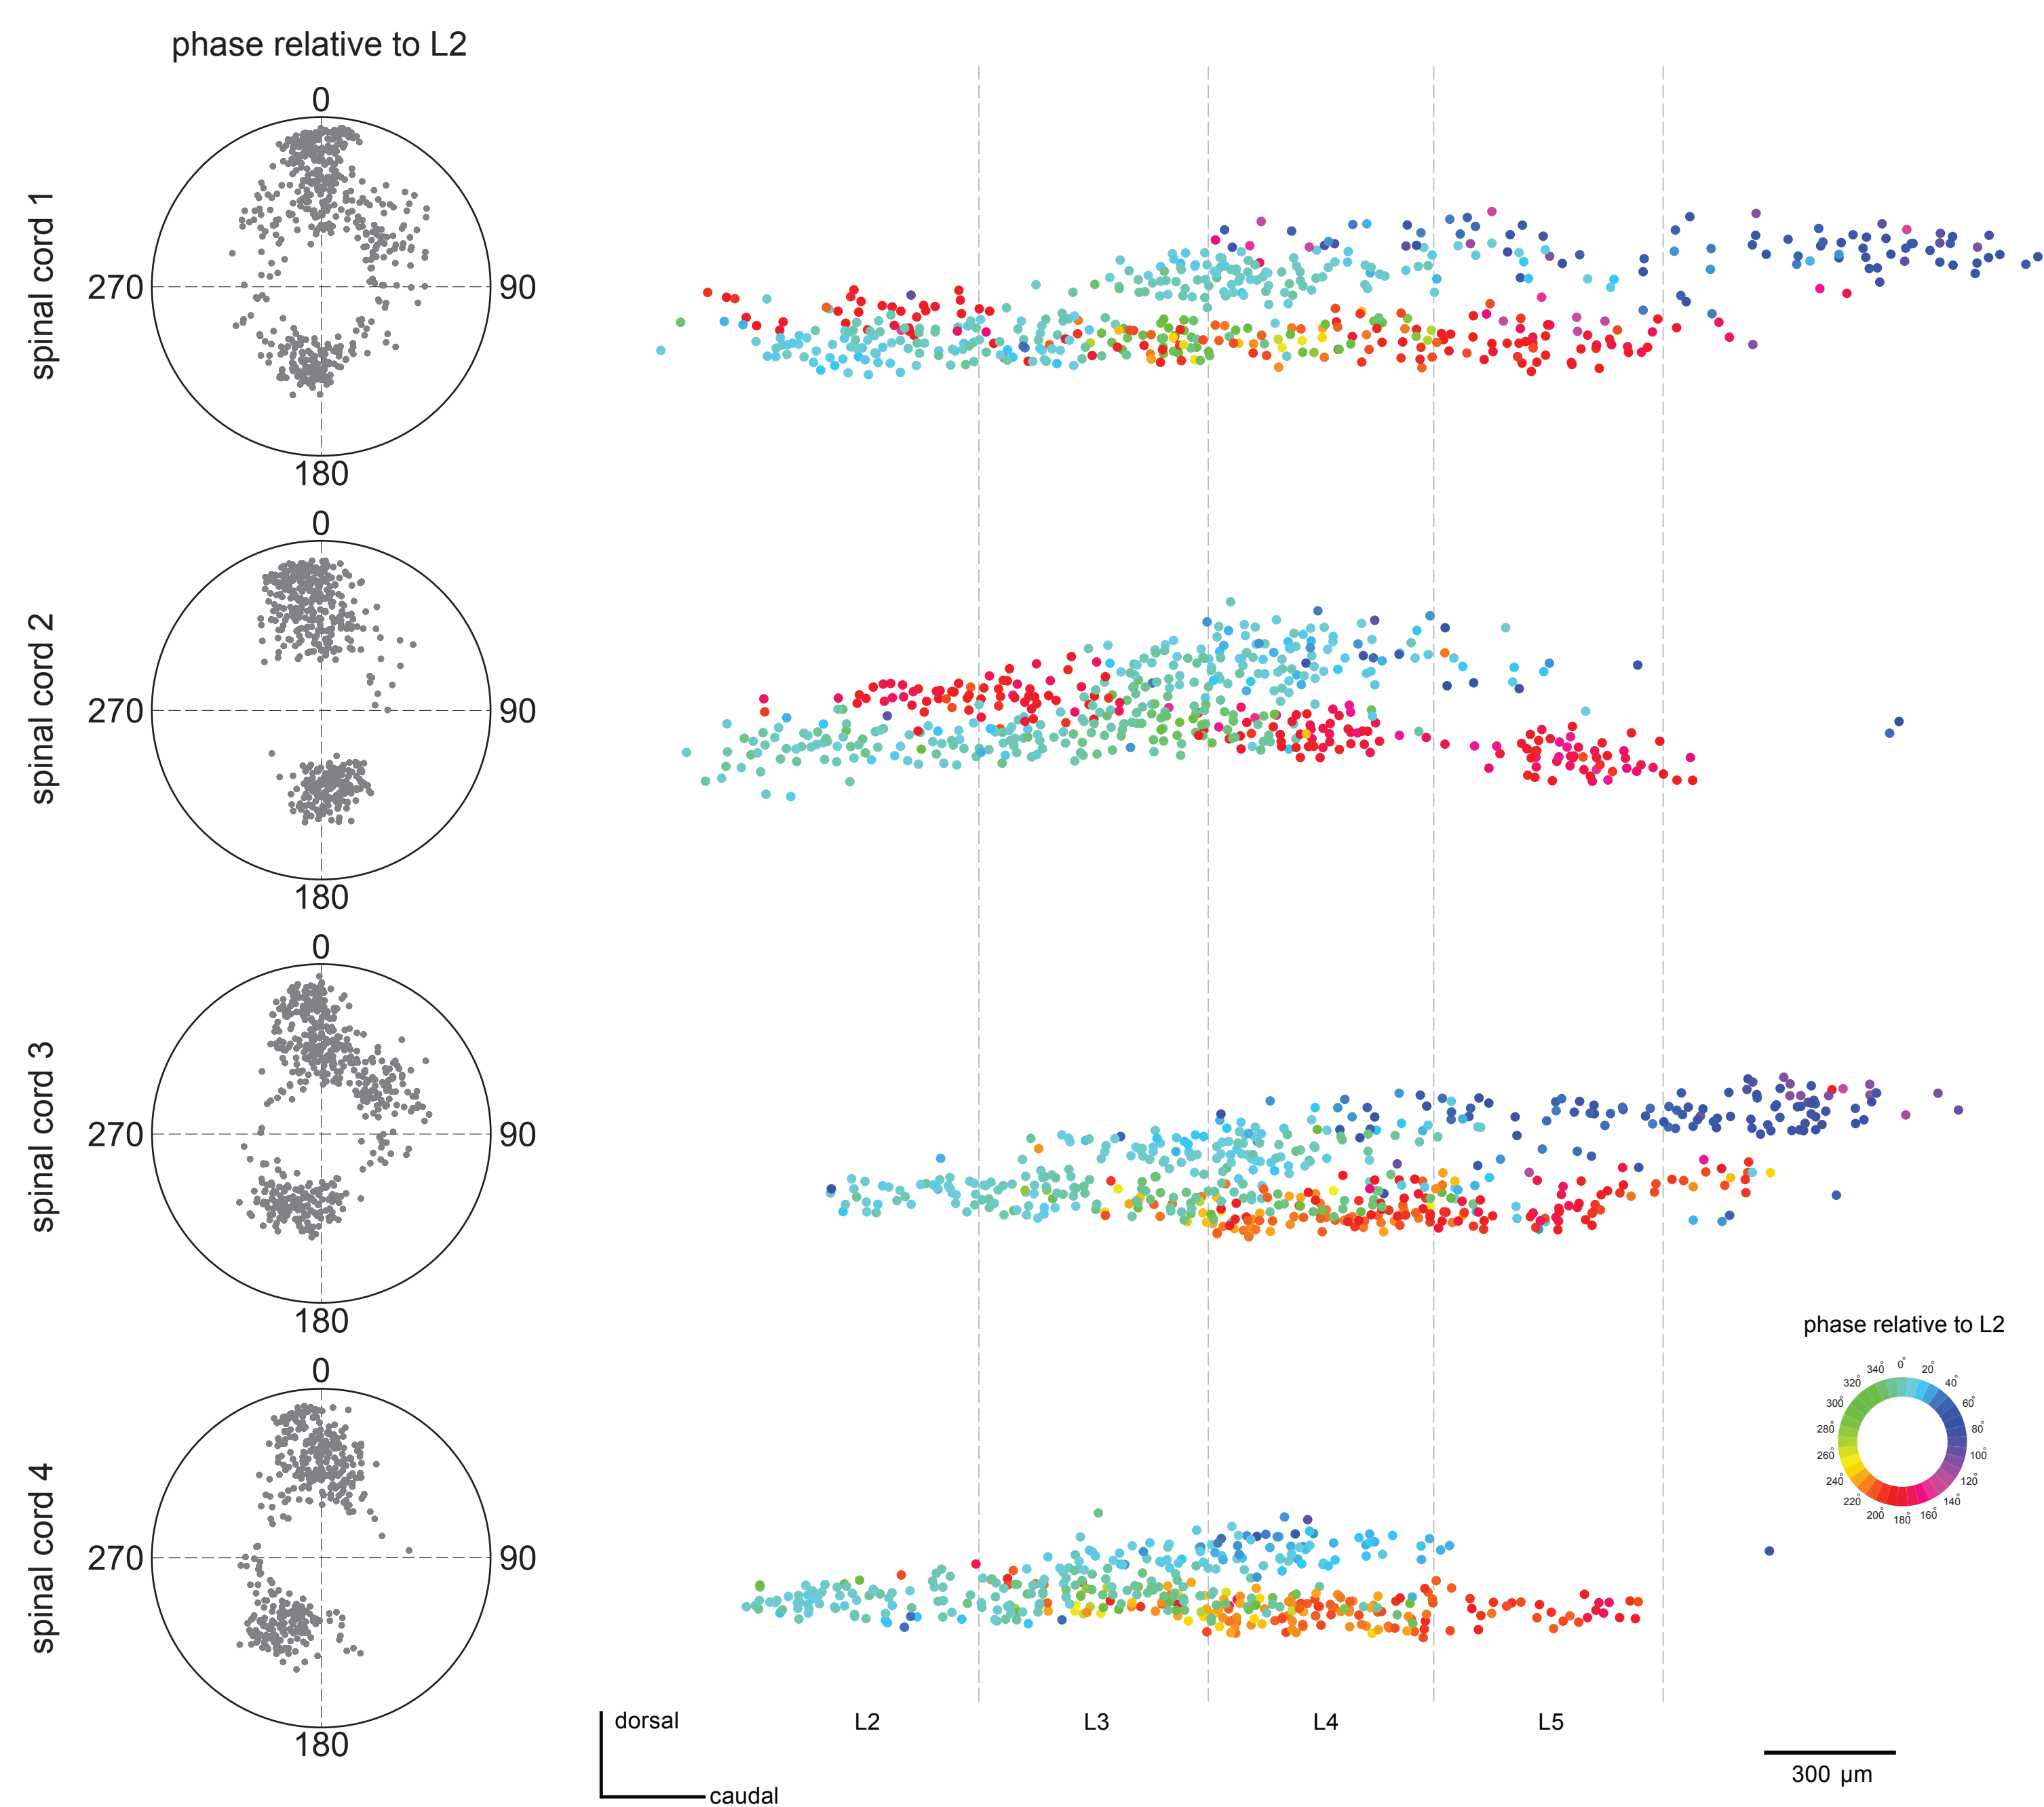 phase relative to L2
0
270
90
180
spinal cord 1
0
270
90
180
spinal cord 2
0
270
90
180
spinal cord 3
0
270
90
180
spinal cord 4
phase relative to L2
0°
20°
40°
60°
80°
100°
120°
140°
160°
180°
200°
220°
240°
260°
280°
300°
320°
340°
dorsal
caudal
L2
L3
L4
L5
300 µm